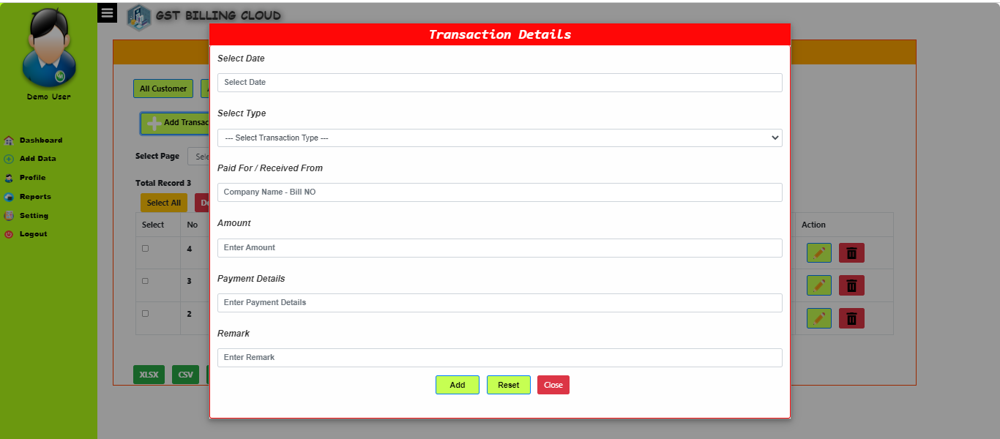 GST BILLING CLOUD
Demo User
Dashboard
Add Data
Profile
Reports
Setting
Logout
All Customer
Add Transac
Select Page
Sele
Total Record 3
Select All
De
Select No
Action
4
3
2
XLSX CSV
Transaction Details
Select Date
Select Date
Select Type
--- Select Transaction Type ---
Paid For / Received From
Company Name - Bill NO
Amount
Enter Amount
Payment Details
Enter Payment Details
Remark
Enter Remark
Add Reset Close